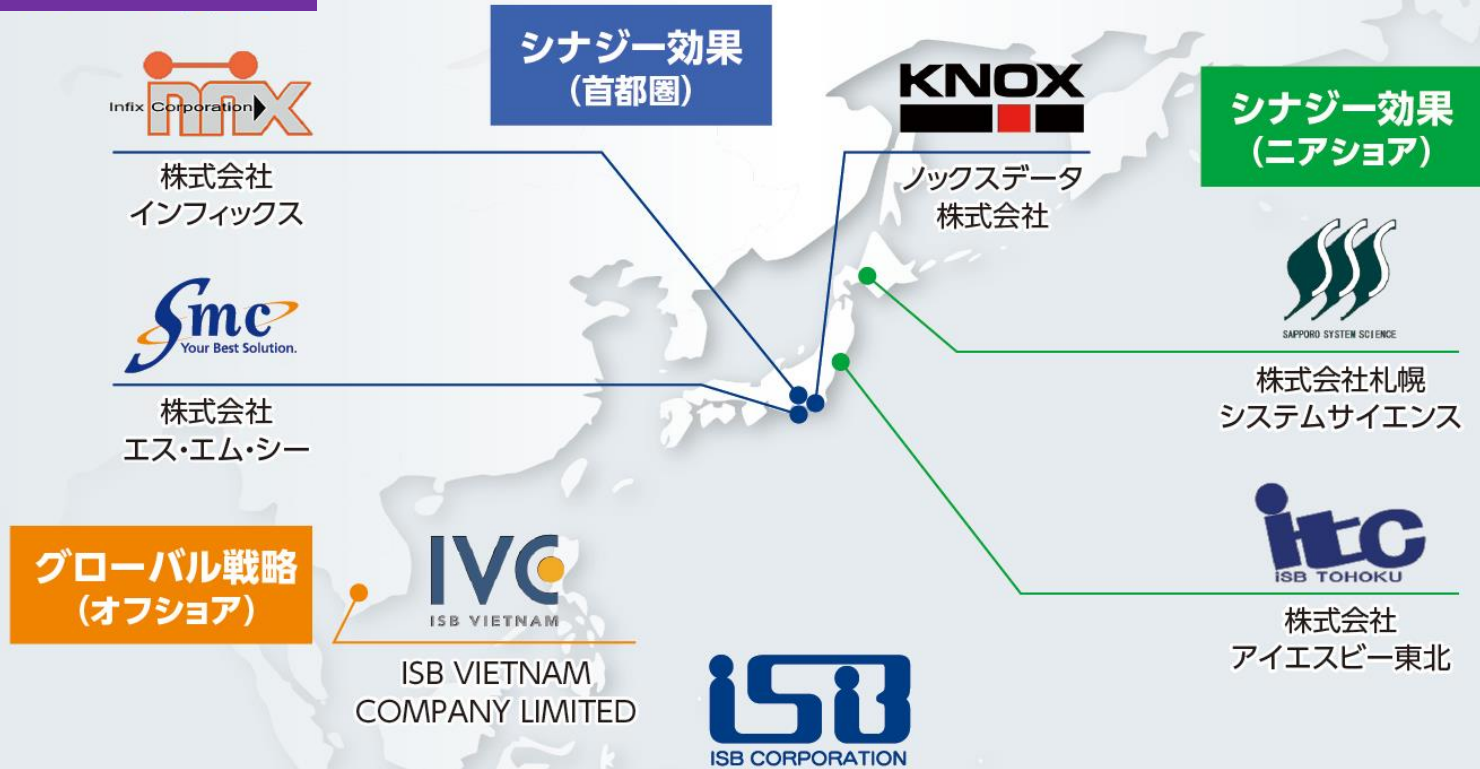 シナジー効果
(首都圏)
Infix Corporation
infix
株式会社
インフィックス
KNOX
ノックスデータ
株式会社
シナジー効果
(ニアショア)
SSS
SAPPORO SYSTEM SCIENCE
株式会社札幌
システムサイエンス
Smc
Your Best Solution.
株式会社
エス・エム・シー
itc
iSB TOHOKU
株式会社
アイエスビー東北
グローバル戦略
(オフショア)
IVC
ISB VIETNAM
ISB VIETNAM
COMPANY LIMITED
iSB
ISB CORPORATION